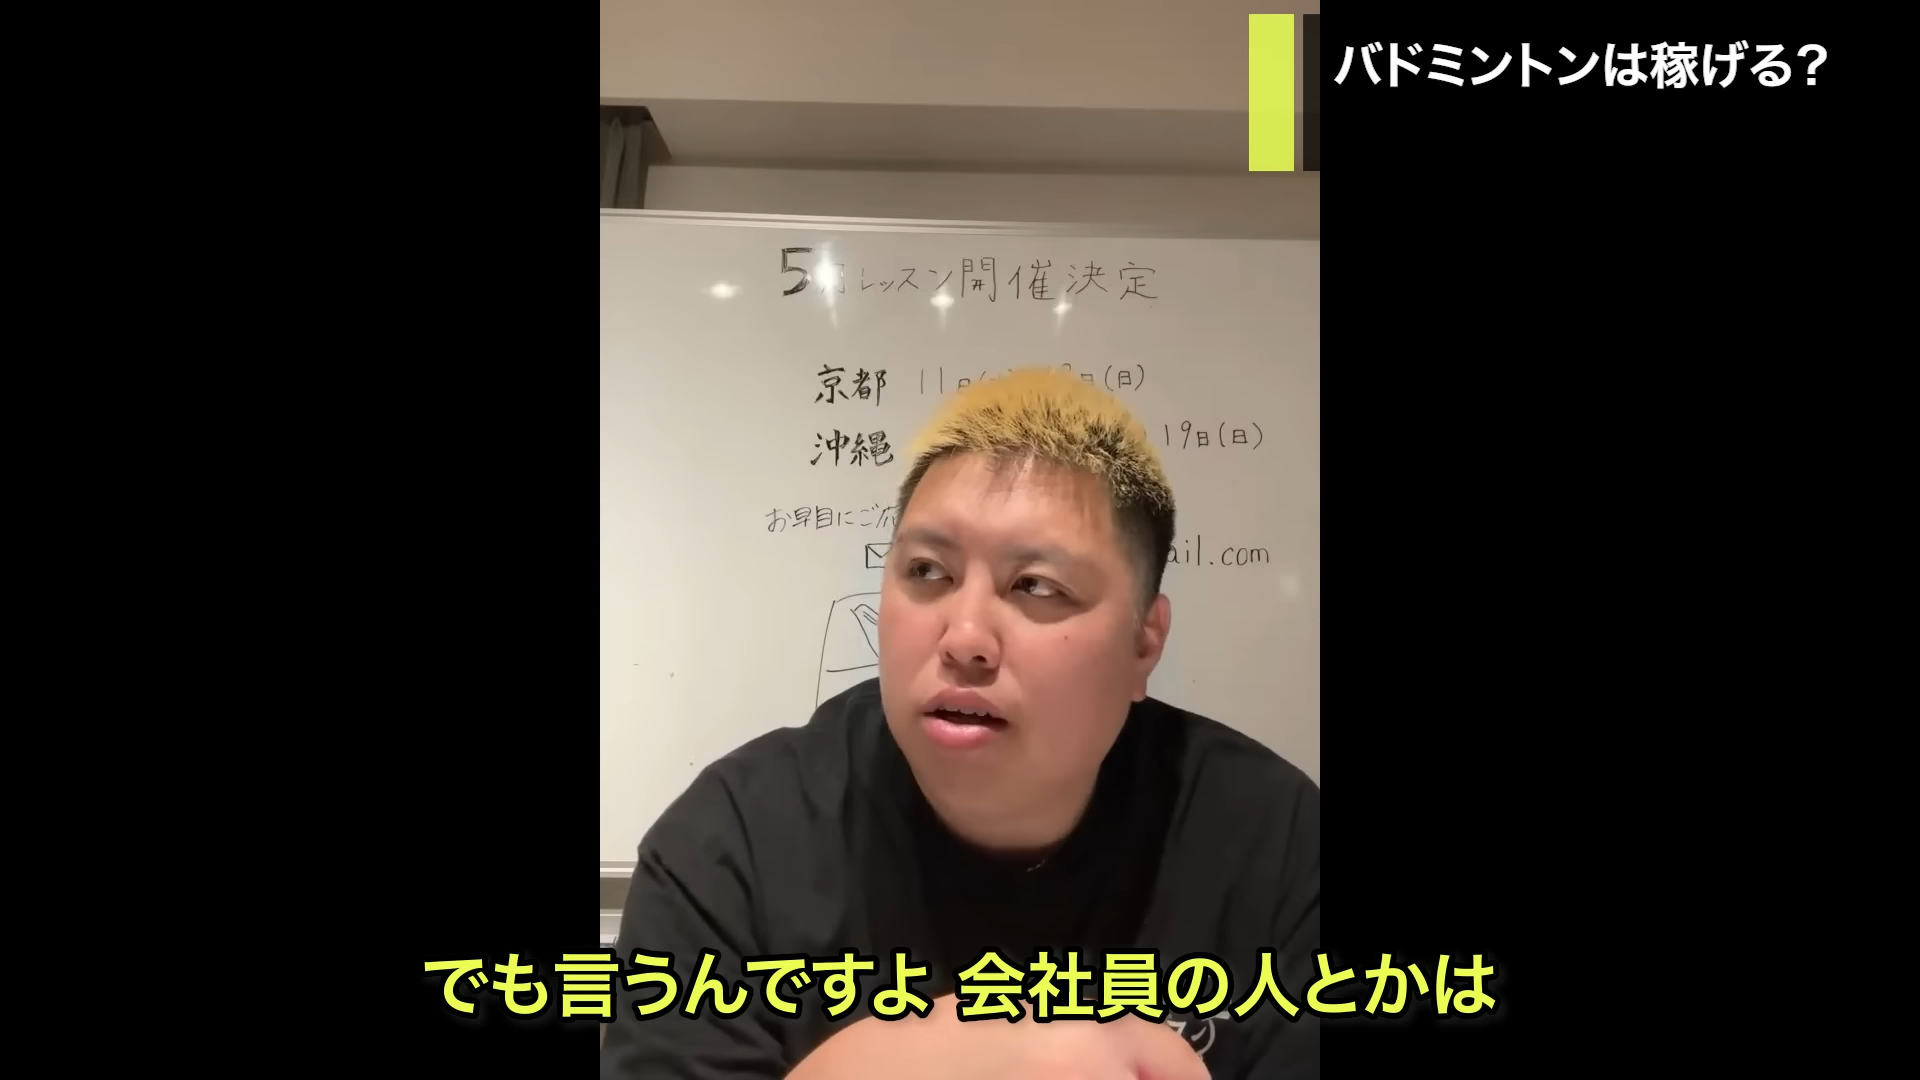 バドミントンは稼げる?
5月レッスン開催決定
京都 11日(日)
沖縄 19日(日)
お早目にご応
ail.com
でも言うんですよ 会社員の人とかは